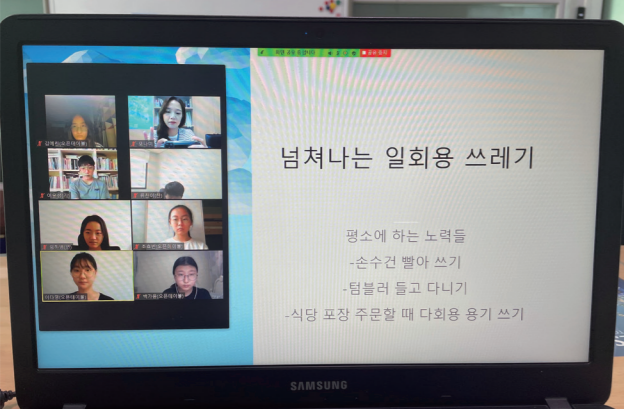 넘쳐나는 일회용 쓰레기
평소에 하는 노력들
-손수건 빨아 쓰기
-텀블러 들고 다니기
-식당 포장 주문할 때 다회용 용기 쓰기
SAMSUNG